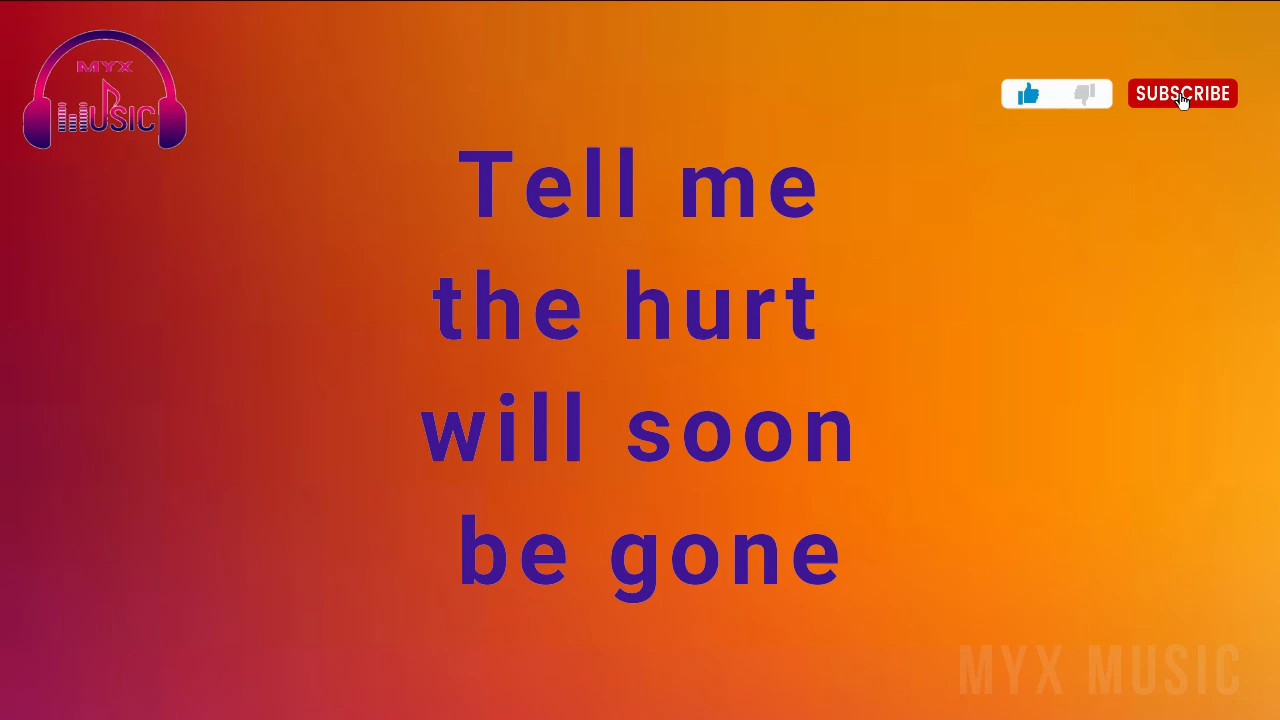 MYX
MUSIC
SUBSCRIBE
Tell me
the hurt
will soon
be gone
MYX MUSIC